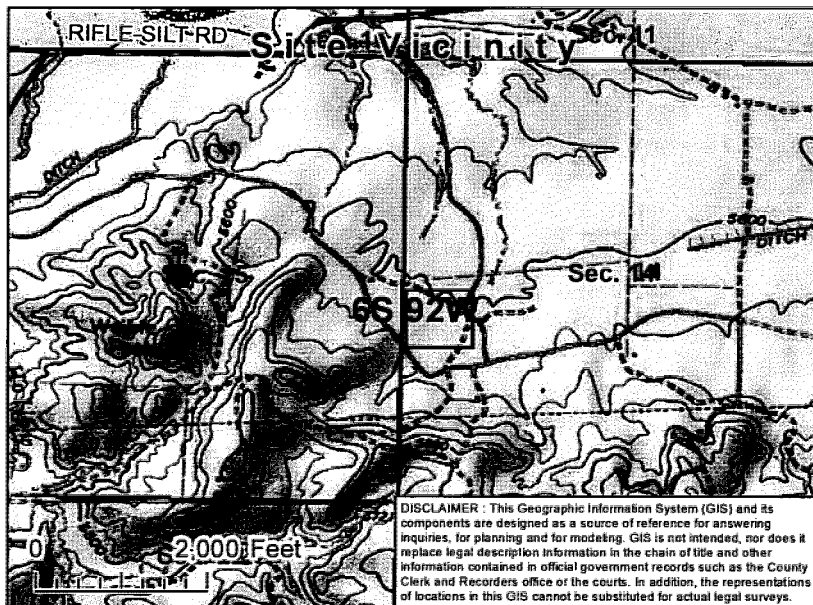 RIFLE-SILT RD
Site Vicinity
Sec. 11
DITCH
5600
5600
DITCH
Sec. 14
6S 92W
0 2,000 Feet
DISCLAIMER : This Geographic Information System (GIS) and its
components are designed as a source of reference for answering
inquiries, for planning and for modeling. GIS is not intended, nor does it
replace legal description information in the chain of title and other
information contained in official government records such as the County
Clerk and Recorders office or the courts. In addition, the representations
of locations in this GIS cannot be substituted for actual legal surveys.